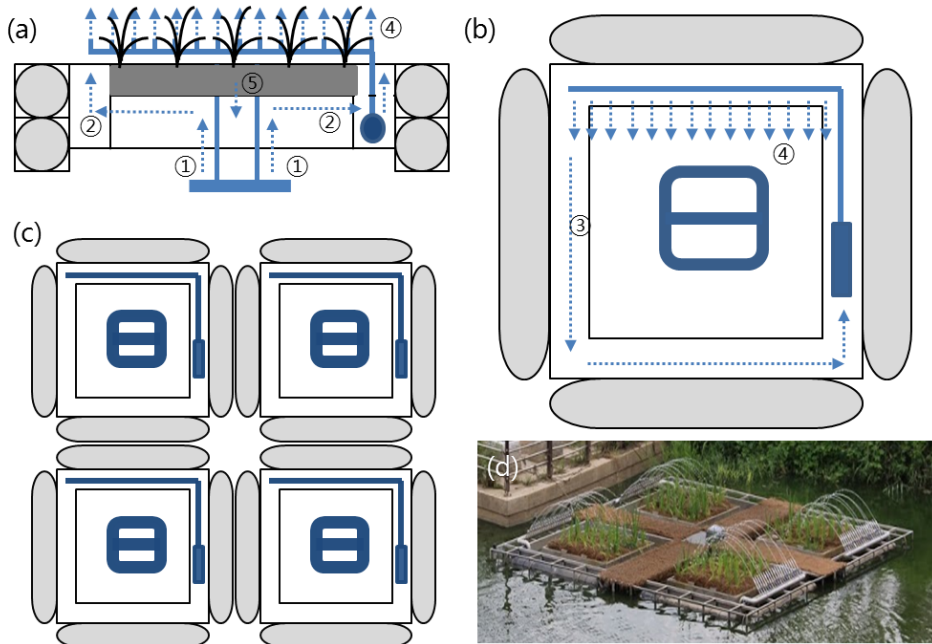 (a)
④
⑤
②
②
①
①
(b)
④
③
(c)
(d)